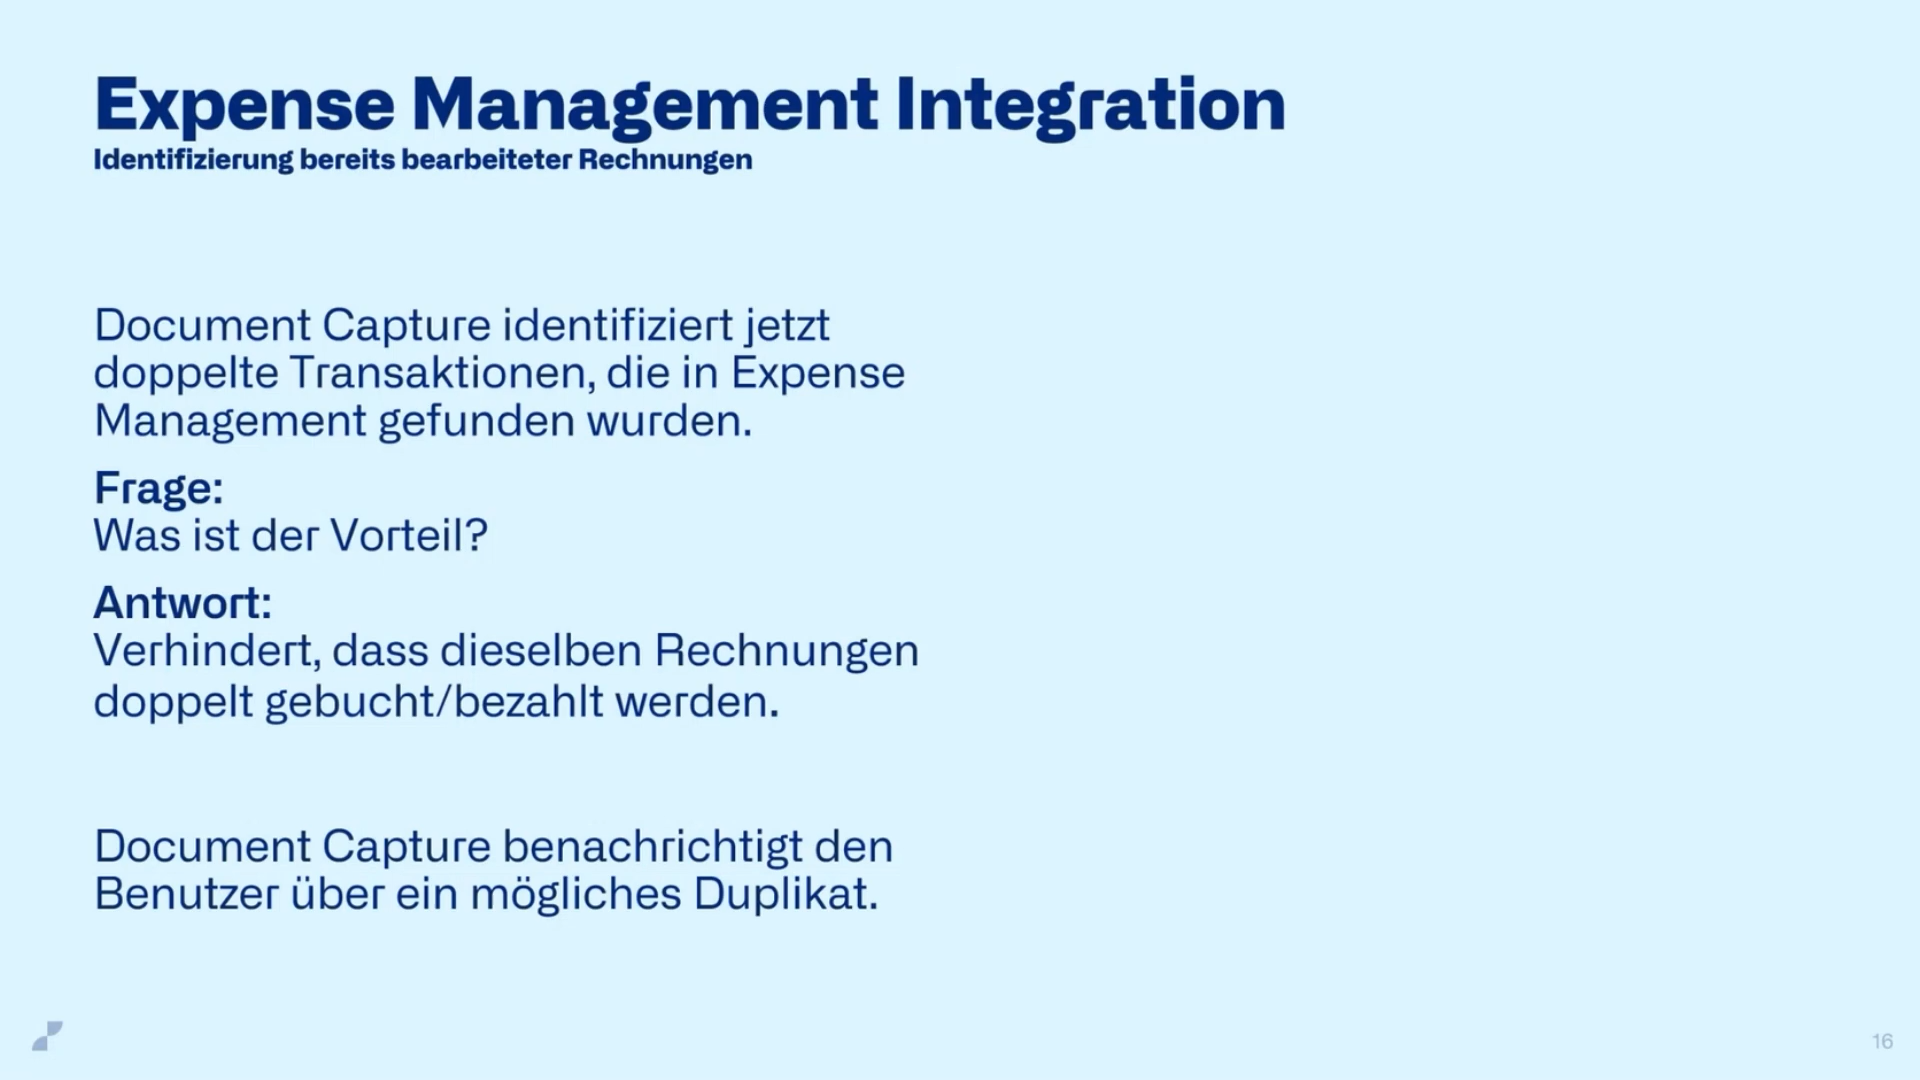 Expense Management Integration
Identifizierung bereits bearbeiteter Rechnungen
Document Capture identifiziert jetzt
doppelte Transaktionen, die in Expense
Management gefunden wurden.
Frage:
Was ist der Vorteil?
Antwort:
Verhindert, dass dieselben Rechnungen
doppelt gebucht/bezahlt werden.
Document Capture benachrichtigt den
Benutzer über ein mögliches Duplikat.
16